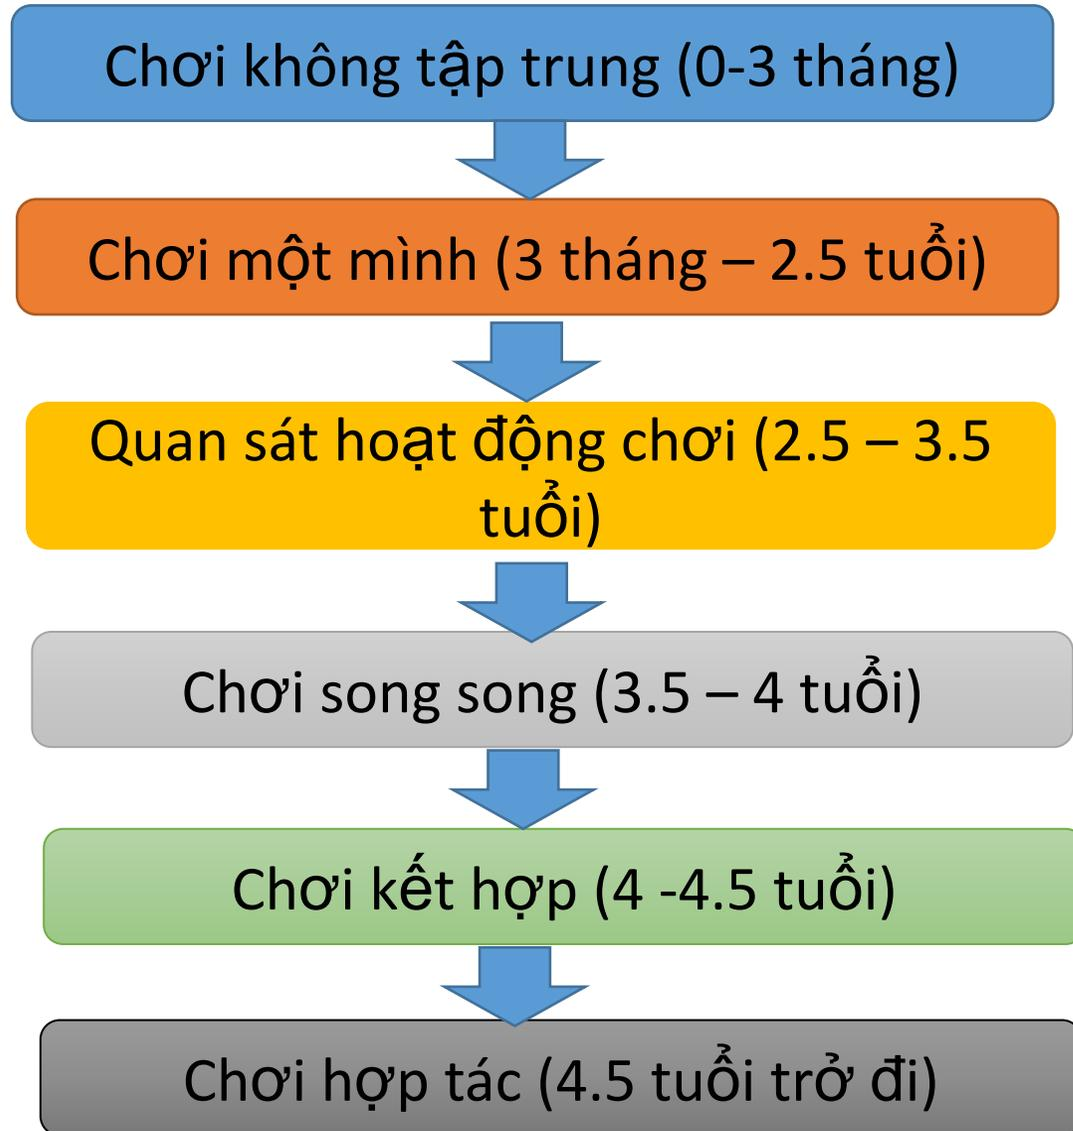 Chơi không tập trung (0-3 tháng)
Chơi một mình (3 tháng – 2.5 tuổi)
Quan sát hoạt động chơi (2.5 – 3.5
tuổi)
Chơi song song (3.5 – 4 tuổi)
Chơi kết hợp (4 -4.5 tuổi)
Chơi hợp tác (4.5 tuổi trở đi)